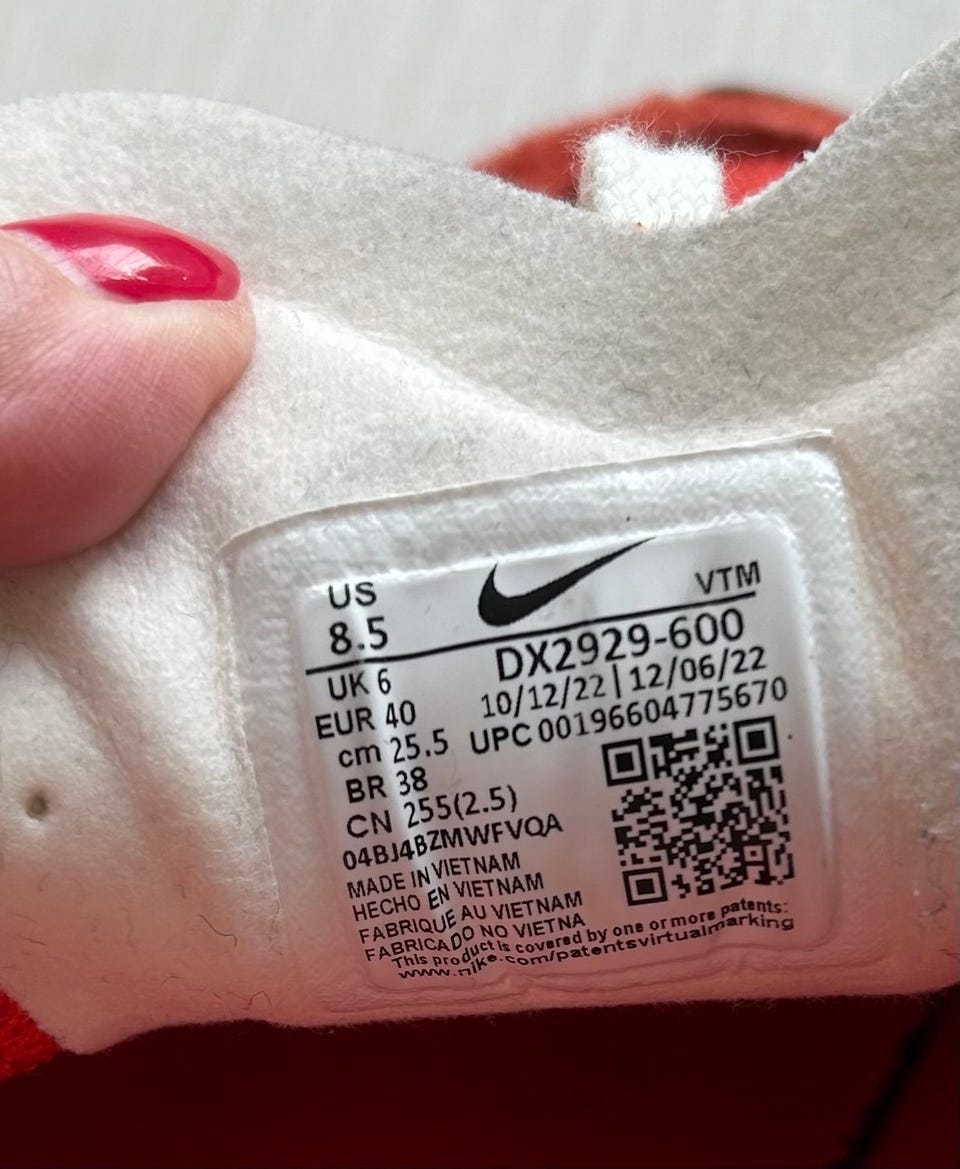 US
8.5
VTM
UK 6
DX2929-600
EUR 40
10/12/22 | 12/06/22
cm 25.5
UPC 00196604775670
BR 38
CN 255(2.5)
04BJ4BZMWFVQA
MADE IN VIETNAM
HECHO EN VIETNAM
FABRIQUE AU VIETNAM
FABRICADO NO VIETNA
This product is covered by one or more patents:
www.nike.com/patentsvirtualmarking